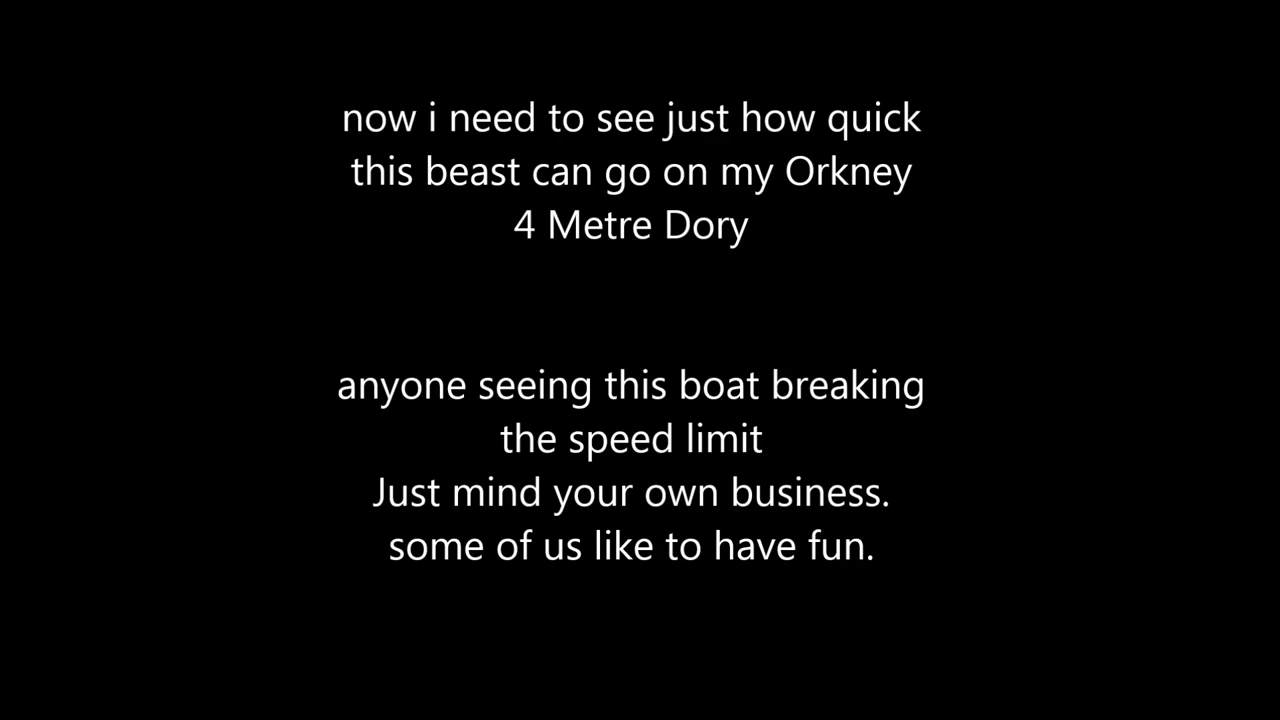 now i need to see just how quick
this beast can go on my Orkney
4 Metre Dory
anyone seeing this boat breaking
the speed limit
Just mind your own business.
some of us like to have fun.